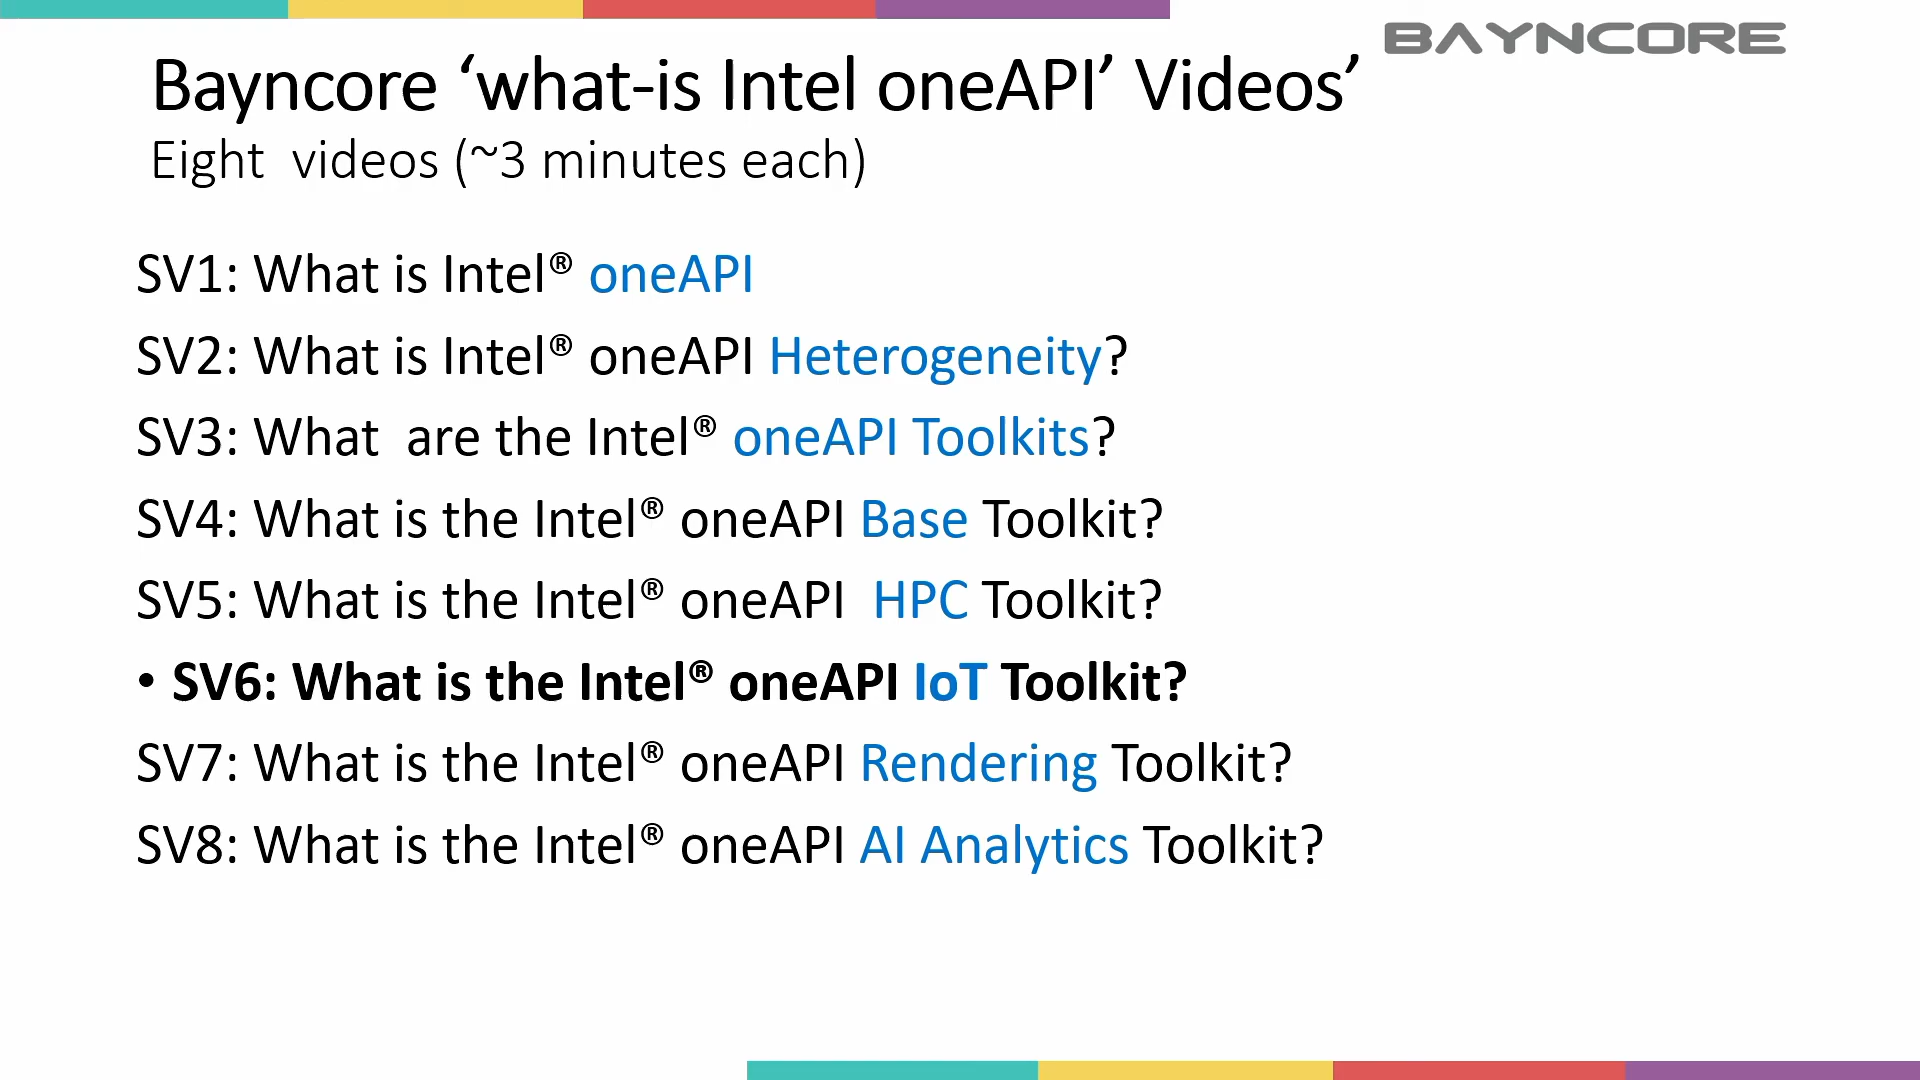 BAYNCORE
Bayncore ‘what-is Intel oneAPI’ Videos’
Eight  videos (~3 minutes each)
SV1: What is Intel® oneAPI
SV2: What is Intel® oneAPI Heterogeneity?
SV3: What  are the Intel® oneAPI Toolkits?
SV4: What is the Intel® oneAPI Base Toolkit?
SV5: What is the Intel® oneAPI  HPC Toolkit?
• SV6: What is the Intel® oneAPI IoT Toolkit?
SV7: What is the Intel® oneAPI Rendering Toolkit?
SV8: What is the Intel® oneAPI AI Analytics Toolkit?